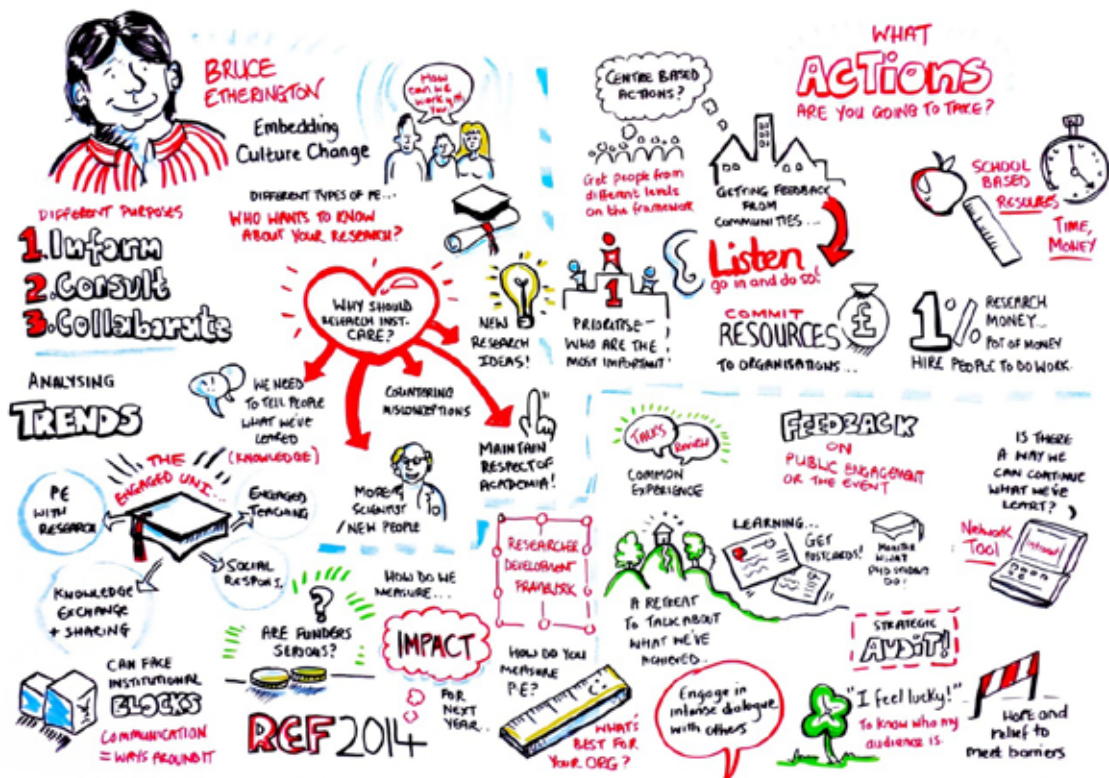 BRUCE
ETHERINGTON
Embedding
Culture Change
How
can we
work with
you?
DIFFERENT PURPOSES
1. Inform
2. Consult
3. Collaborate
DIFFERENT TYPES OF PE...
WHO WANTS TO KNOW
ABOUT YOUR RESEARCH?
WHY SHOULD
RESEARCH INST-
CARE?
NEW
RESEARCH
IDEAS!
WE NEED
TO TELL PEOPLE
WHAT WE'VE
(KNOWLEDGE)
COUNTERING
MISCONCEPTIONS
MAINTAIN
RESPECT OF
ACADEMIA!
MORE
SCIENTIST
/NEW PEOPLE
ANALYSING
TRENDS
THE
ENGAGED UNI...
PE
WITH
RESEARCH
ENGAGED
TEACHING
SOCIAL
RESPONSI.
KNOWLEDGE
EXCHANGE
+ SHARING
CAN FACE
INSTITUTIONAL
BLOCKS
COMMUNICATION
= WAYS AROUND IT
?
ARE FUNDERS
SERIOUS?
REF 2014
HOW DO WE
MEASURE...
IMPACT
FOR
NEXT
YEAR..
RESEARCHER
DEVELOPMENT
HOW DO YOU
MEASURE
P.E?
WHAT'S
BEST FOR
YOUR ORG?
WHAT
ACTIONS
ARE YOU GOING TO TAKE?
CENTRE BASED
ACTIONS?
Get people from
different levels
on the framework
GETTING FEEDBACK
FROM
COMMUNITIES...
Listen
go in and do so!
1
PRIORITISE-
WHO ARE THE
MOST IMPORTANT!
COMMIT
RESOURCES
TO ORGANISATIONS...
£
SCHOOL
BASED
RESOURCES
TIME,
MONEY
1%
RESEARCH
MONEY...
POT OF MONEY
HIRE PEOPLE TO DO WORK.
TALKS
Review
COMMON
EXPERIENCE
FEEDBACK
ON
PUBLIC ENGAGEMENT
OR THE EVENT
IS THERE
A WAY WE
CAN CONTINUE
WHAT WE'VE
LEARNT?
Network
Tool
LEARNING...
GET
POSTCARDS!
MONITOR
WHAT
PHD STUDENT
DO!
A RETREAT
TO TALK ABOUT
WHAT WE'VE
ACHIEVED..
STRATEGIC
AUDIT!
Engage in
intense dialogue
with others
"I feel lucky!"
To know who my
audience is.
Hope and
relief to
meet barriers